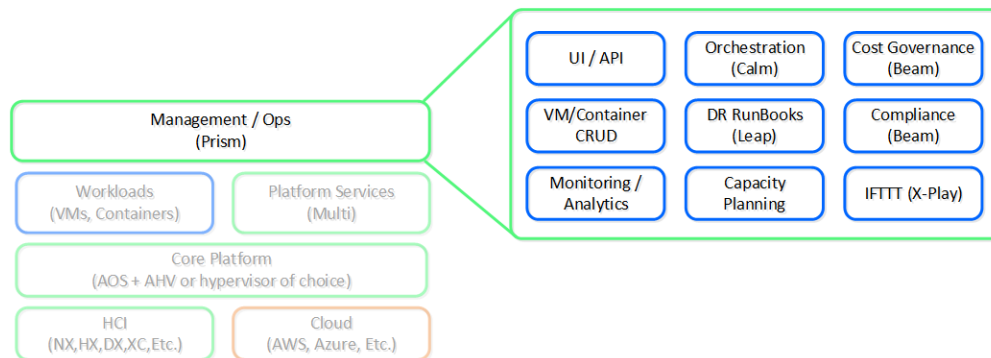 Management / Ops
(Prism)
Workloads
(VMs, Containers)
Platform Services
(Multi)
Core Platform
(AOS + AHV or hypervisor of choice)
HCI
(NX,HX,DX,XC,Etc.)
Cloud
(AWS, Azure, Etc.)
UI / API
Orchestration
(Calm)
Cost Governance
(Beam)
VM/Container
CRUD
DR RunBooks
(Leap)
Compliance
(Beam)
Monitoring /
Analytics
Capacity
Planning
IFTTT (X-Play)